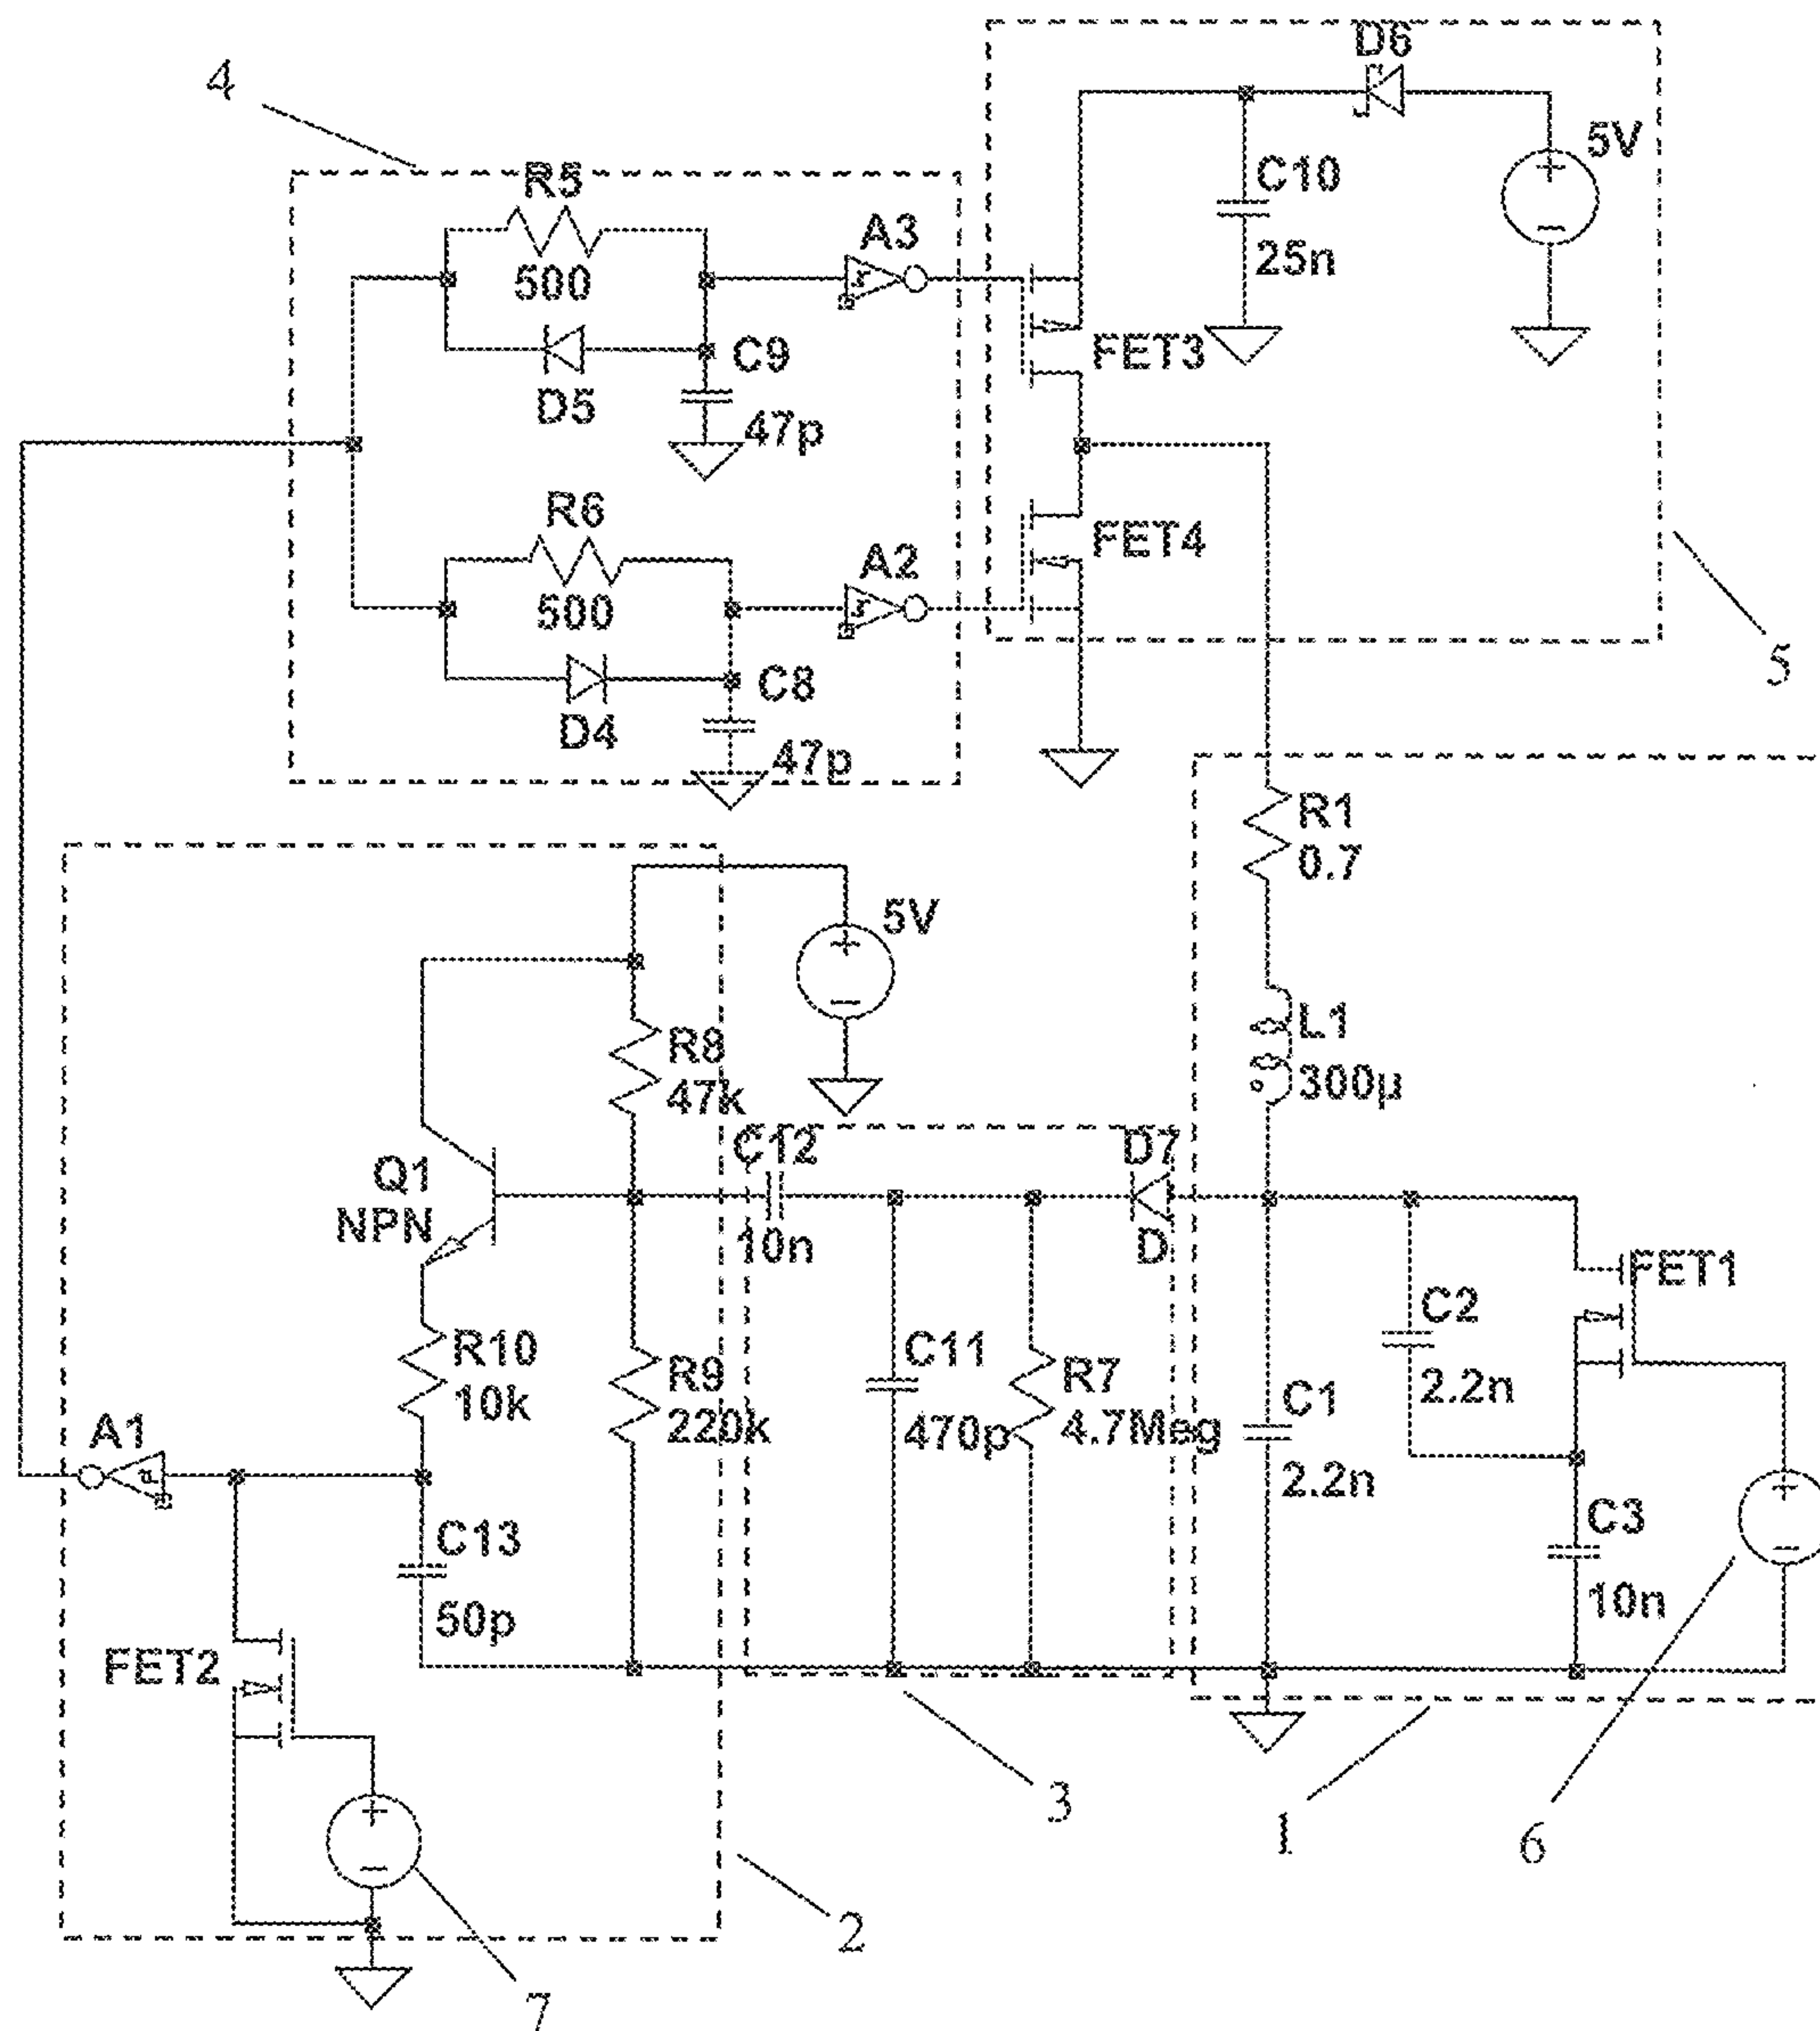 4
D6
5V
C10
25n
R5
500
D5
C9
47p
A3
FET3
R6
500
D4
C8
47p
A2
FET4
5
R1
0.7
5V
R8
47k
L1
300µ
Q1
NPN
C12
10n
D7
D
FET1
R10
10k
R9
220k
C11
470p
R7
4.7Meg
C1
2.2n
C2
2.2n
C3
10n
A1
C13
50p
FET2
3
1
6
2
7